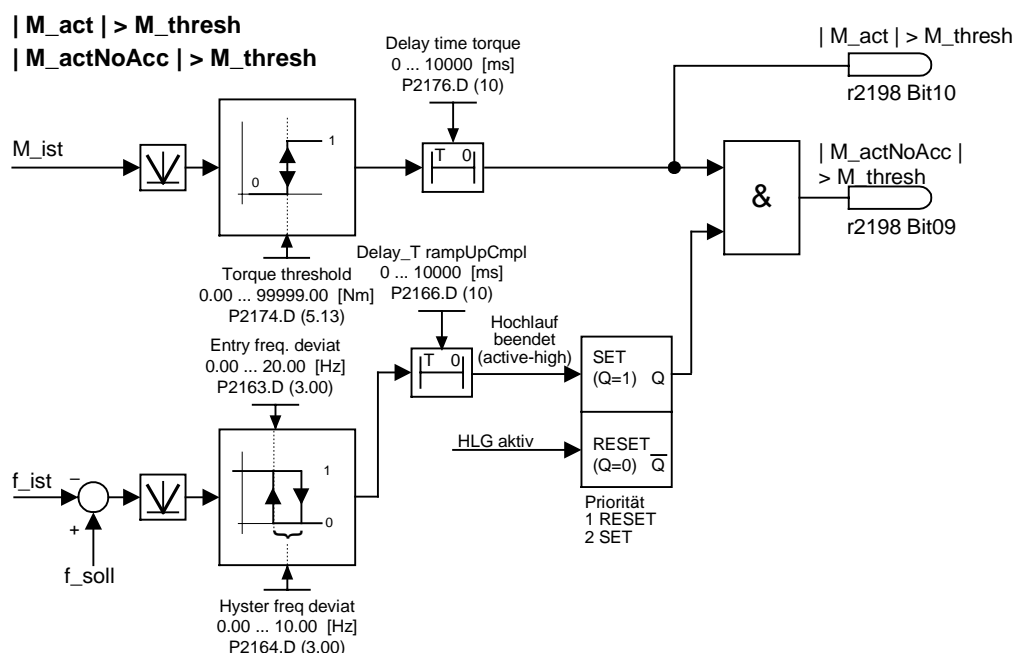 | M_act | > M_thresh
| M_actNoAcc | > M_thresh
Delay time torque
0 ... 10000 [ms]
P2176.D (10)
| M_act | > M_thresh
r2198 Bit10
M_ist
1
0
T 0
&
| M_actNoAcc |
> M_thresh
r2198 Bit09
Torque threshold
0.00 ... 99999.00 [Nm]
P2174.D (5.13)
Delay_T rampUpCmpl
0 ... 10000 [ms]
P2166.D (10)
Entry freq. deviat
0.00 ... 20.00 [Hz]
P2163.D (3.00)
T 0
Hochlauf
beendet
(active-high)
SET
(Q=1) Q
HLG aktiv
RESET
(Q=0) Q
Priorität
1 RESET
2 SET
f_ist
−
+
f_soll
1
0
Hyster freq deviat
0.00 ... 10.00 [Hz]
P2164.D (3.00)